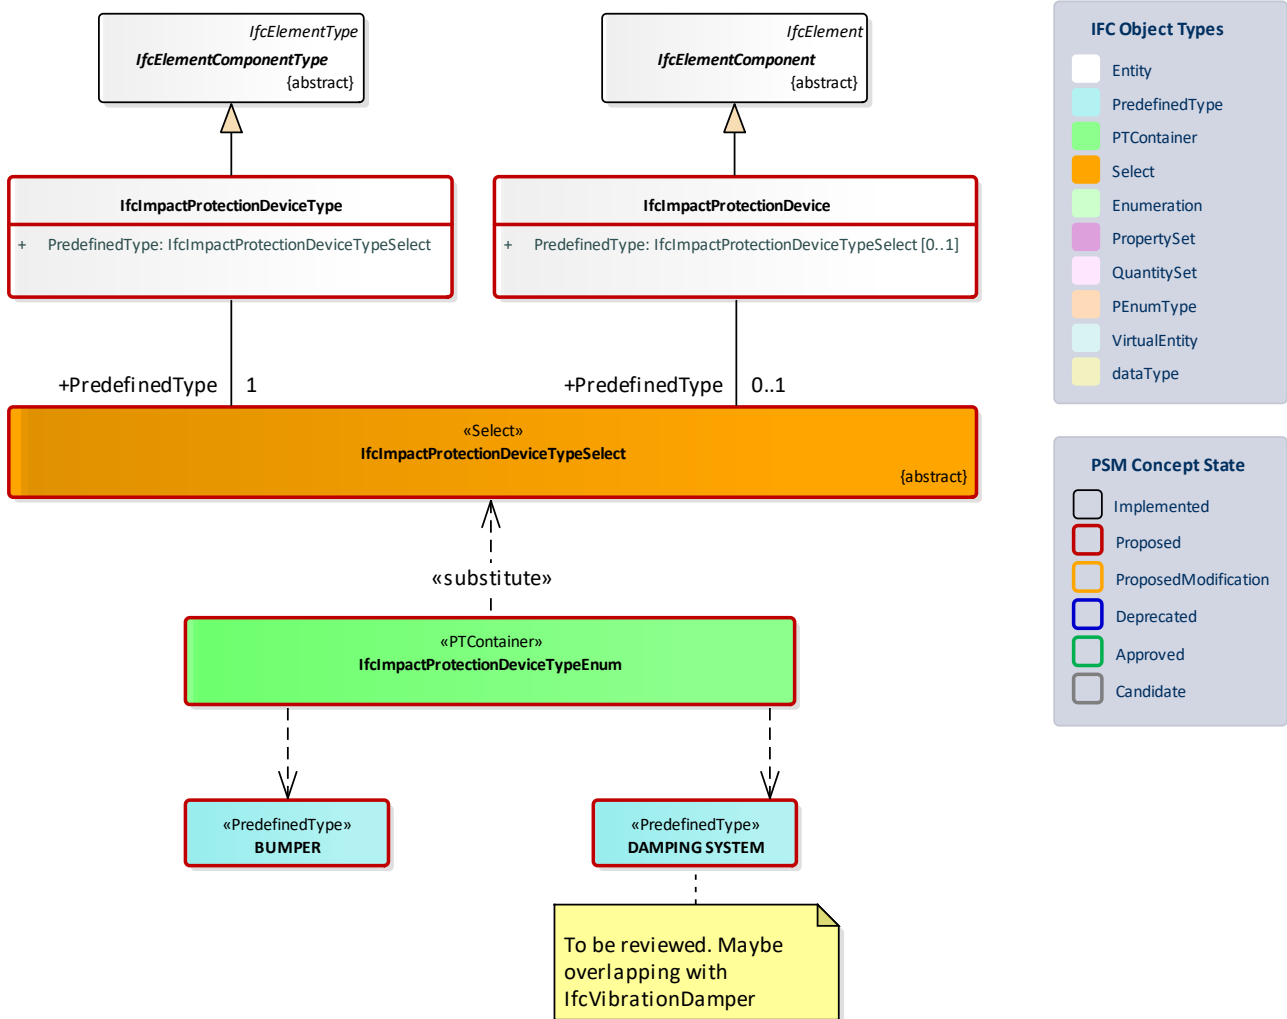 IfcElementType
IfcElementComponentType
{abstract}
IfcElement
IfcElementComponent
{abstract}
IfcImpactProtectionDeviceType
+ PredefinedType: IfcImpactProtectionDeviceTypeSelect
IfcImpactProtectionDevice
+ PredefinedType: IfcImpactProtectionDeviceTypeSelect [0..1]
+PredefinedType 1
+PredefinedType 0..1
«Select»
IfcImpactProtectionDeviceTypeSelect
{abstract}
«substitute»
«PTContainer»
IfcImpactProtectionDeviceTypeEnum
«PredefinedType»
BUMPER
«PredefinedType»
DAMPING SYSTEM
To be reviewed. Maybe
overlapping with
IfcVibrationDamper
IFC Object Types
Entity
PredefinedType
PTContainer
Select
Enumeration
PropertySet
QuantitySet
PEnumType
VirtualEntity
dataType
PSM Concept State
Implemented
Proposed
ProposedModification
Deprecated
Approved
Candidate